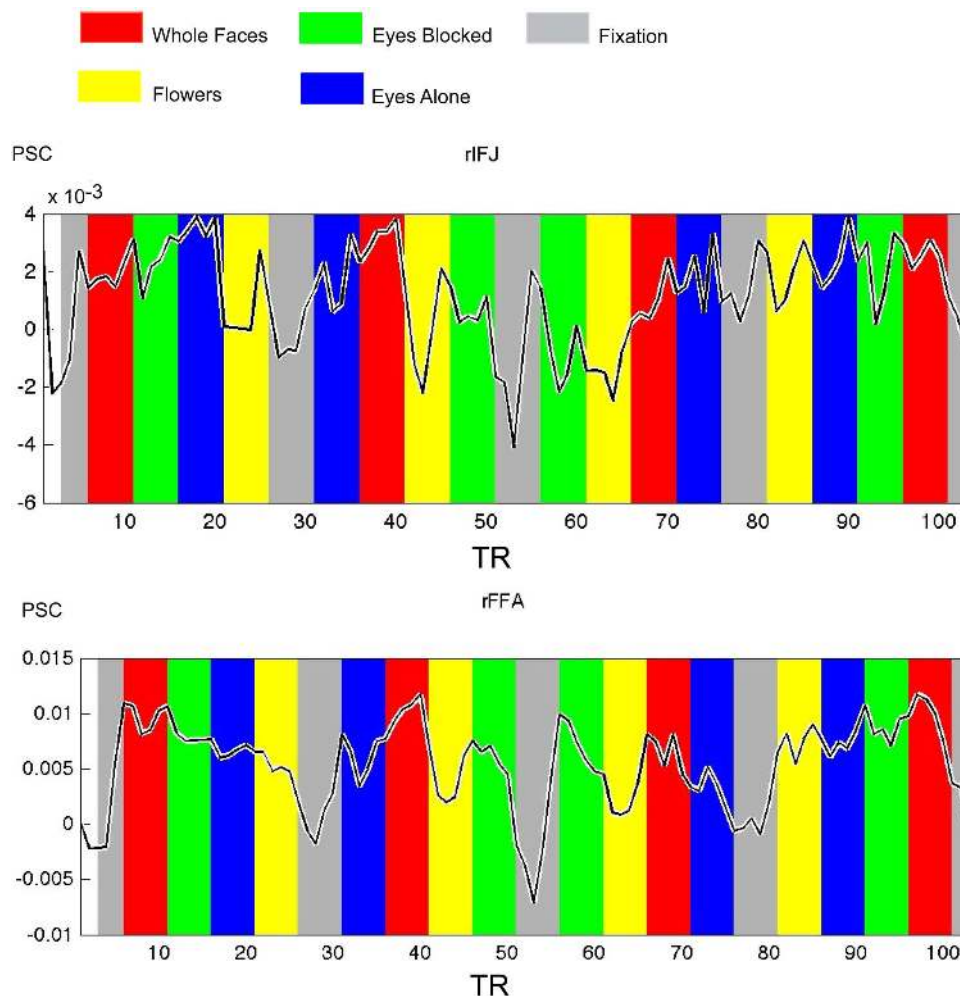 Whole Faces Eyes Blocked Fixation
Flowers Eyes Alone
PSC rIFJ
x 10-3
4
2
0
-2
-4
-6
10 20 30 40 50 60 70 80 90 100
TR
PSC rFFA
0.015
0.01
0.005
0
-0.005
-0.01
10 20 30 40 50 60 70 80 90 100
TR